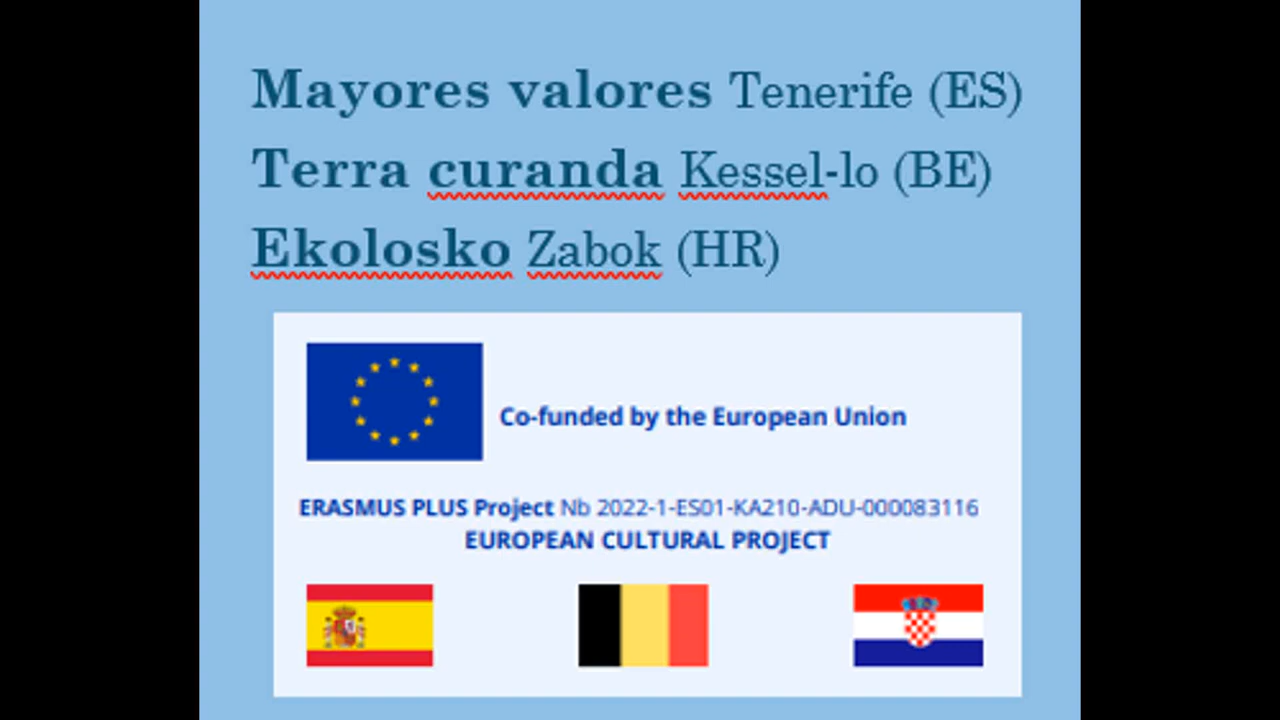 Mayores valores Tenerife (ES)
Terra curanda Kessel-lo (BE)
Ekolosko Zabok (HR)
Co-funded by the European Union
ERASMUS PLUS Project Nb 2022-1-ES01-KA210-ADU-000083116
EUROPEAN CULTURAL PROJECT